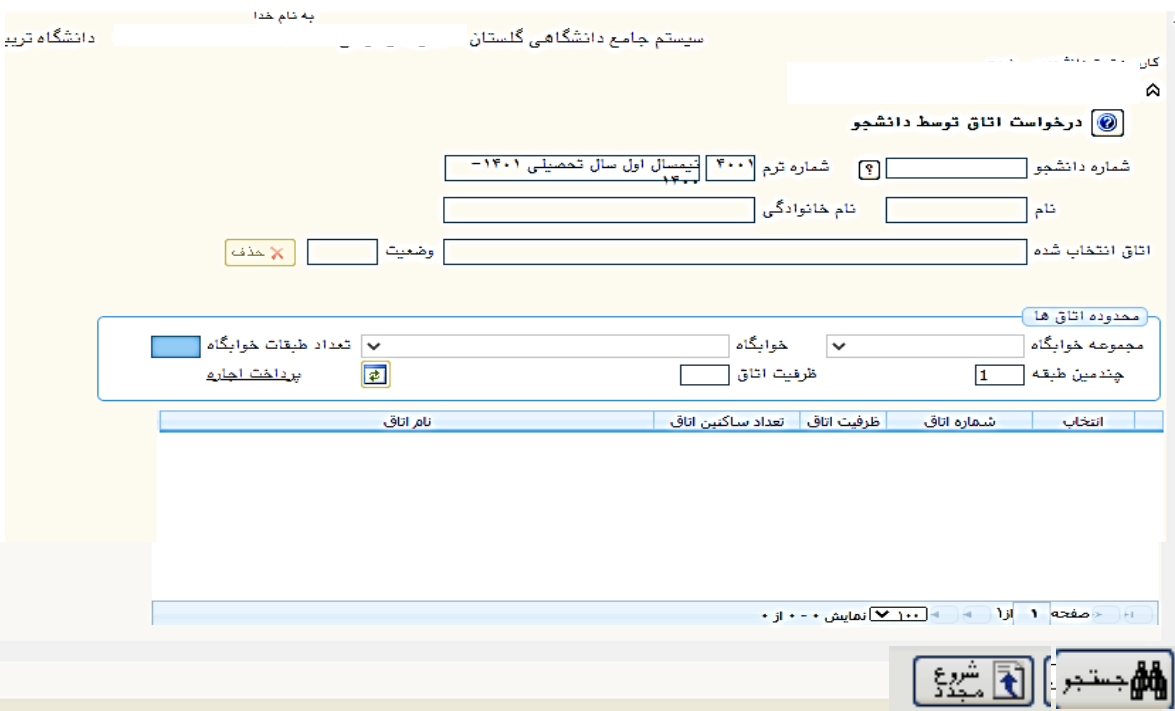 به نام خدا
سیستم جامع دانشگاهی گلستان
دانشگاه تربی
درخواست اتاق توسط دانشجو
شماره دانشجو ؟ شماره ترم ۴۰۰۱ نیمسال اول سال تحصیلی ۱۴۰۱-۱۴۰۰
نام نام خانوادگی
اتاق انتخاب شده وضعیت حذف
محدوده اتاق ها
مجموعه خوابگاه خوابگاه تعداد طبقات خوابگاه
چندمین طبقه 1 ظرفیت اتاق پرداخت اجاره
انتخاب شماره اتاق ظرفیت اتاق تعداد ساکنین اتاق نام اتاق
صفحه ۱ از۱ ۱۰۰ نمایش ۰ - ۰ از ۰
جستجو شروع مجدد